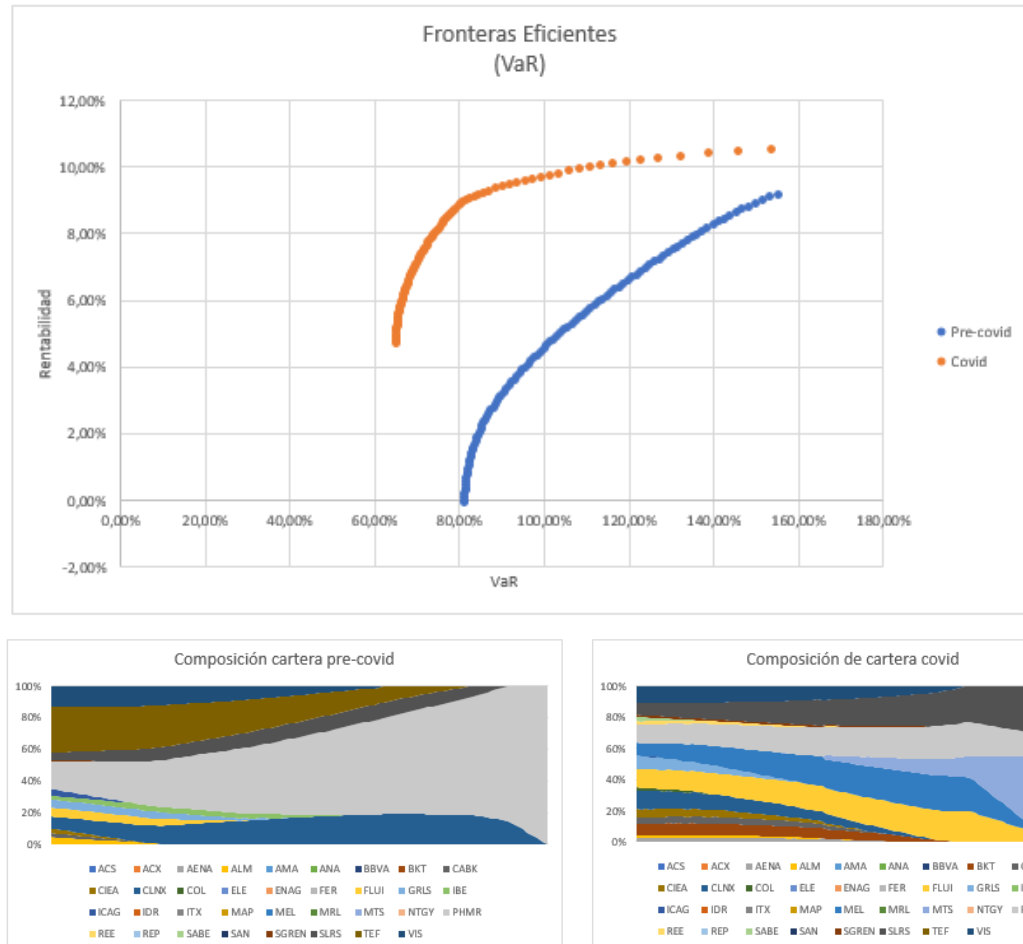 Fronteras Eficientes
(VaR)
12,00%
10,00%
8,00%
6,00%
4,00%
2,00%
0,00%
-2,00%
Rentabilidad
0,00% 20,00% 40,00% 60,00% 80,00% 100,00% 120,00% 140,00% 160,00% 180,00%
VaR
Pre-covid
Covid
Composición cartera pre-covid
100%
80%
60%
40%
20%
0%
ACS ACX AENA ALM AMA ANA BBVA BKT CABK
CIEA CLNX COL ELE ENAG FER FLUI GRLS IBE
ICAG IDR ITX MAP MEL MRL MTS NTGY PHMR
REE REP SABE SAN SGREN SLRS TEF VIS
Composición de cartera covid
100%
80%
60%
40%
20%
0%
ACS ACX AENA ALM AMA ANA BBVA BKT
CIEA CLNX COL ELE ENAG FER FLUI GRLS
ICAG IDR ITX MAP MEL MRL MTS NTGY
REE REP SABE SAN SGREN SLRS TEF VIS